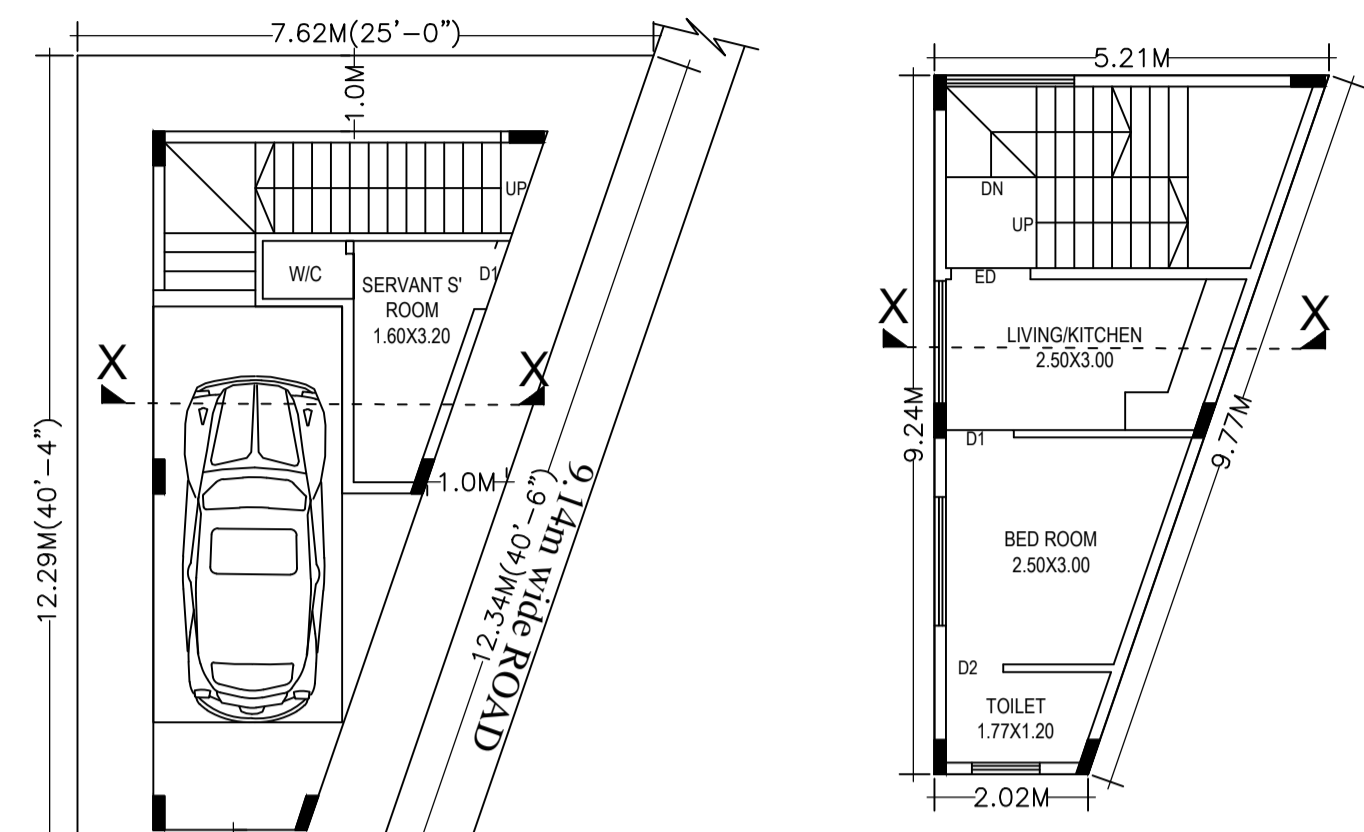 7.62M(25'-0")
1.0M
UP
W/C
SERVANT S'
ROOM
1.60X3.20
D1
X
X
1.0M
12.29M(40'-4")
12.34M(40'-6")
9.14m wide ROAD
5.21M
DN
UP
ED
X
LIVING/KITCHEN
2.50X3.00
X
9.24M
9.77M
D1
BED ROOM
2.50X3.00
D2
TOILET
1.77X1.20
2.02M